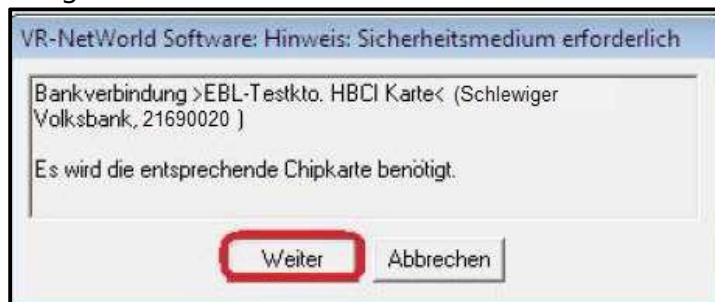 VR-NetWorld Software: Hinweis: Sicherheitsmedium erforderlich
Bankverbindung >EBL-Testkto. HBCI Karte< (Schlewiger
Volksbank, 21690020 )
Es wird die entsprechende Chipkarte benötigt.
Weiter Abbrechen